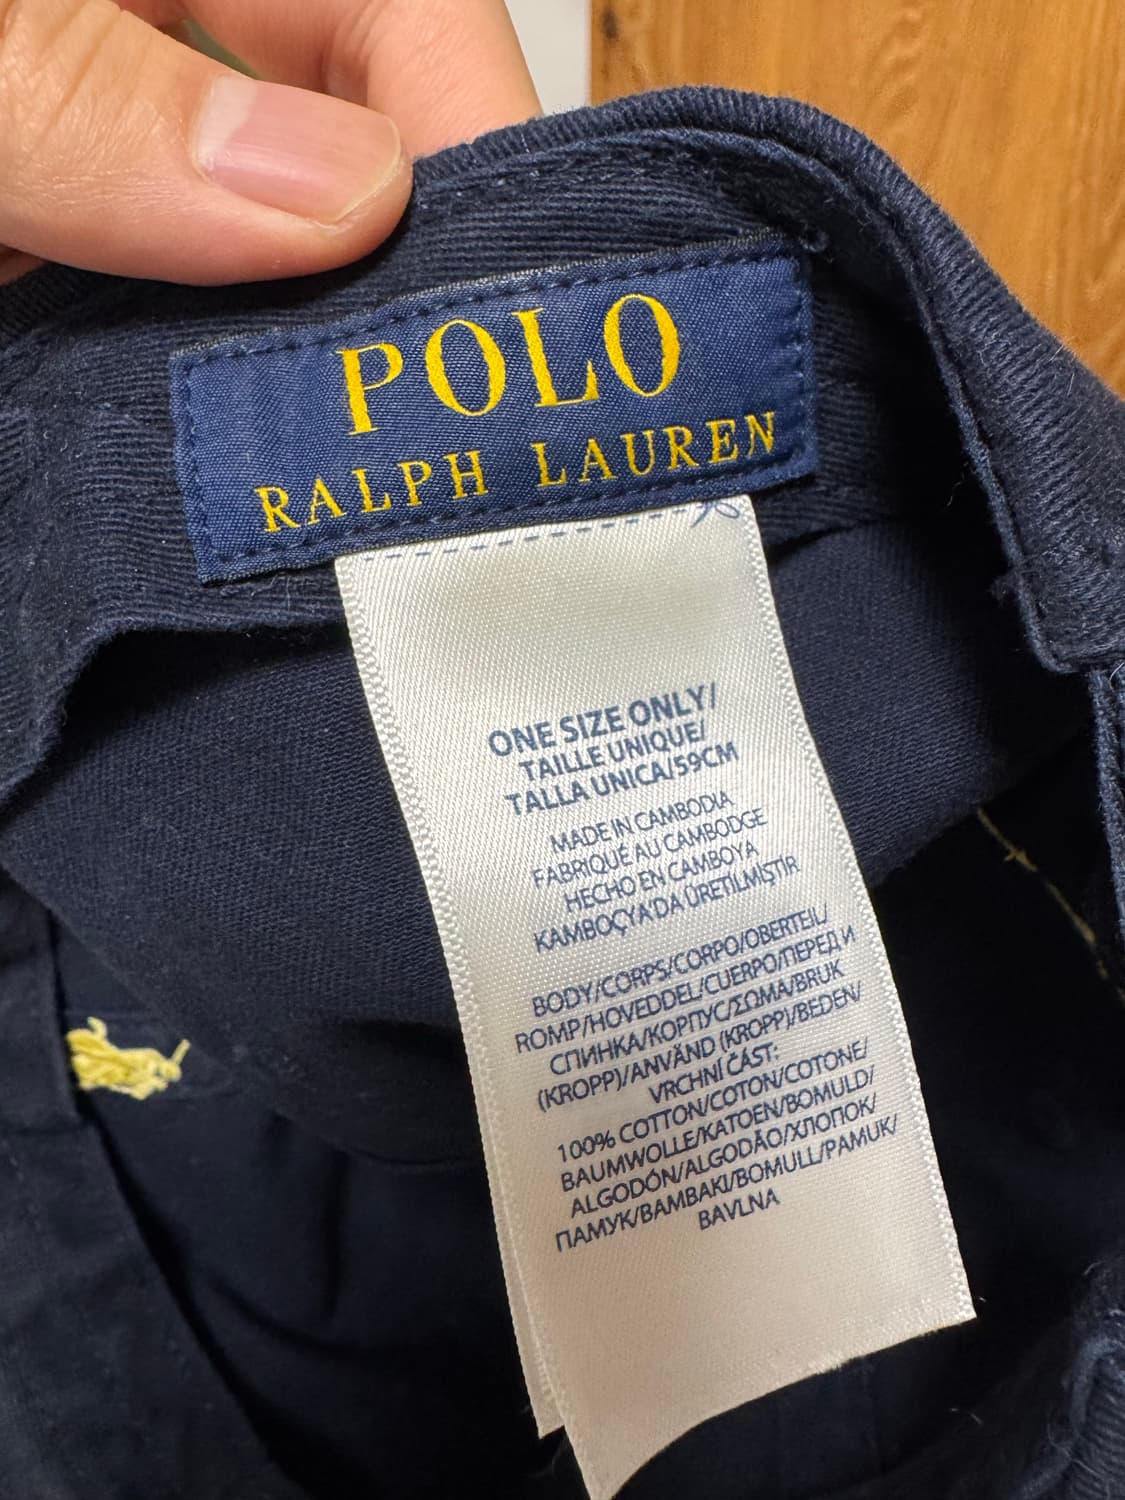 POLO
RALPH LAUREN
ONE SIZE ONLY/
TAILLE UNIQUE/
TALLA UNICA/59CM
MADE IN CAMBODIA
FABRIQUÉ AU CAMBODGE
HECHO EN CAMBOYA
KAMBOÇYA'DA ÜRETILMİŞTIR
BODY/CORPS/CORPO/OBERTEIL/
ROMP/HOVEDDEL/CUERPO/ПЕРЕД И
СПИНКА/КОРПУС/ΣΩΜΑ/BRUK
(KROPP)/ANVÄND (KROPP)/BEDEN/
VRCHNÍ ČÁST:
100% COTTON/COTON/COTONE/
BAUMWOLLE/KATOEN/BOMULD/
ALGODÓN/ALGODÃO/ХЛОПОК/
ПАМУК/ΒΑΜΒΑΚΙ/BOMULL/PAMUK/
BAVLNA